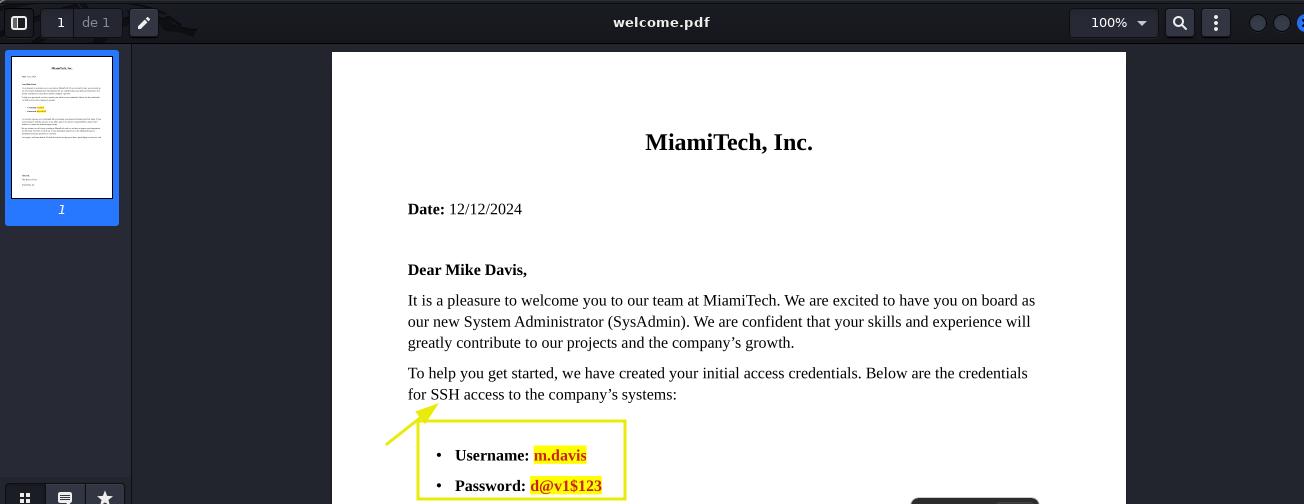 1 de 1 welcome.pdf 100%
MiamiTech, Inc.
Date: 12/12/2024
Dear Mike Davis,
It is a pleasure to welcome you to our team at MiamiTech. We are excited to have you on board as
our new System Administrator (SysAdmin). We are confident that your skills and experience will
greatly contribute to our projects and the company’s growth.
To help you get started, we have created your initial access credentials. Below are the credentials
for SSH access to the company’s systems:
• Username: m.davis
• Password: d@v1$123
1